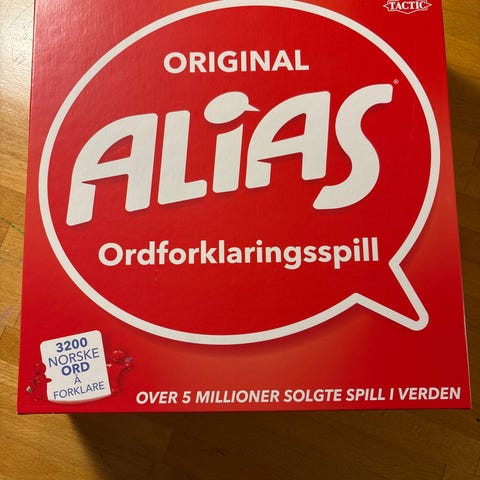 TACTIC
ORIGINAL
ALiAS®
Ordforklaringsspill
3200
NORSKE
ORD
Å
FORKLARE
OVER 5 MILLIONER SOLGTE SPILL I VERDEN